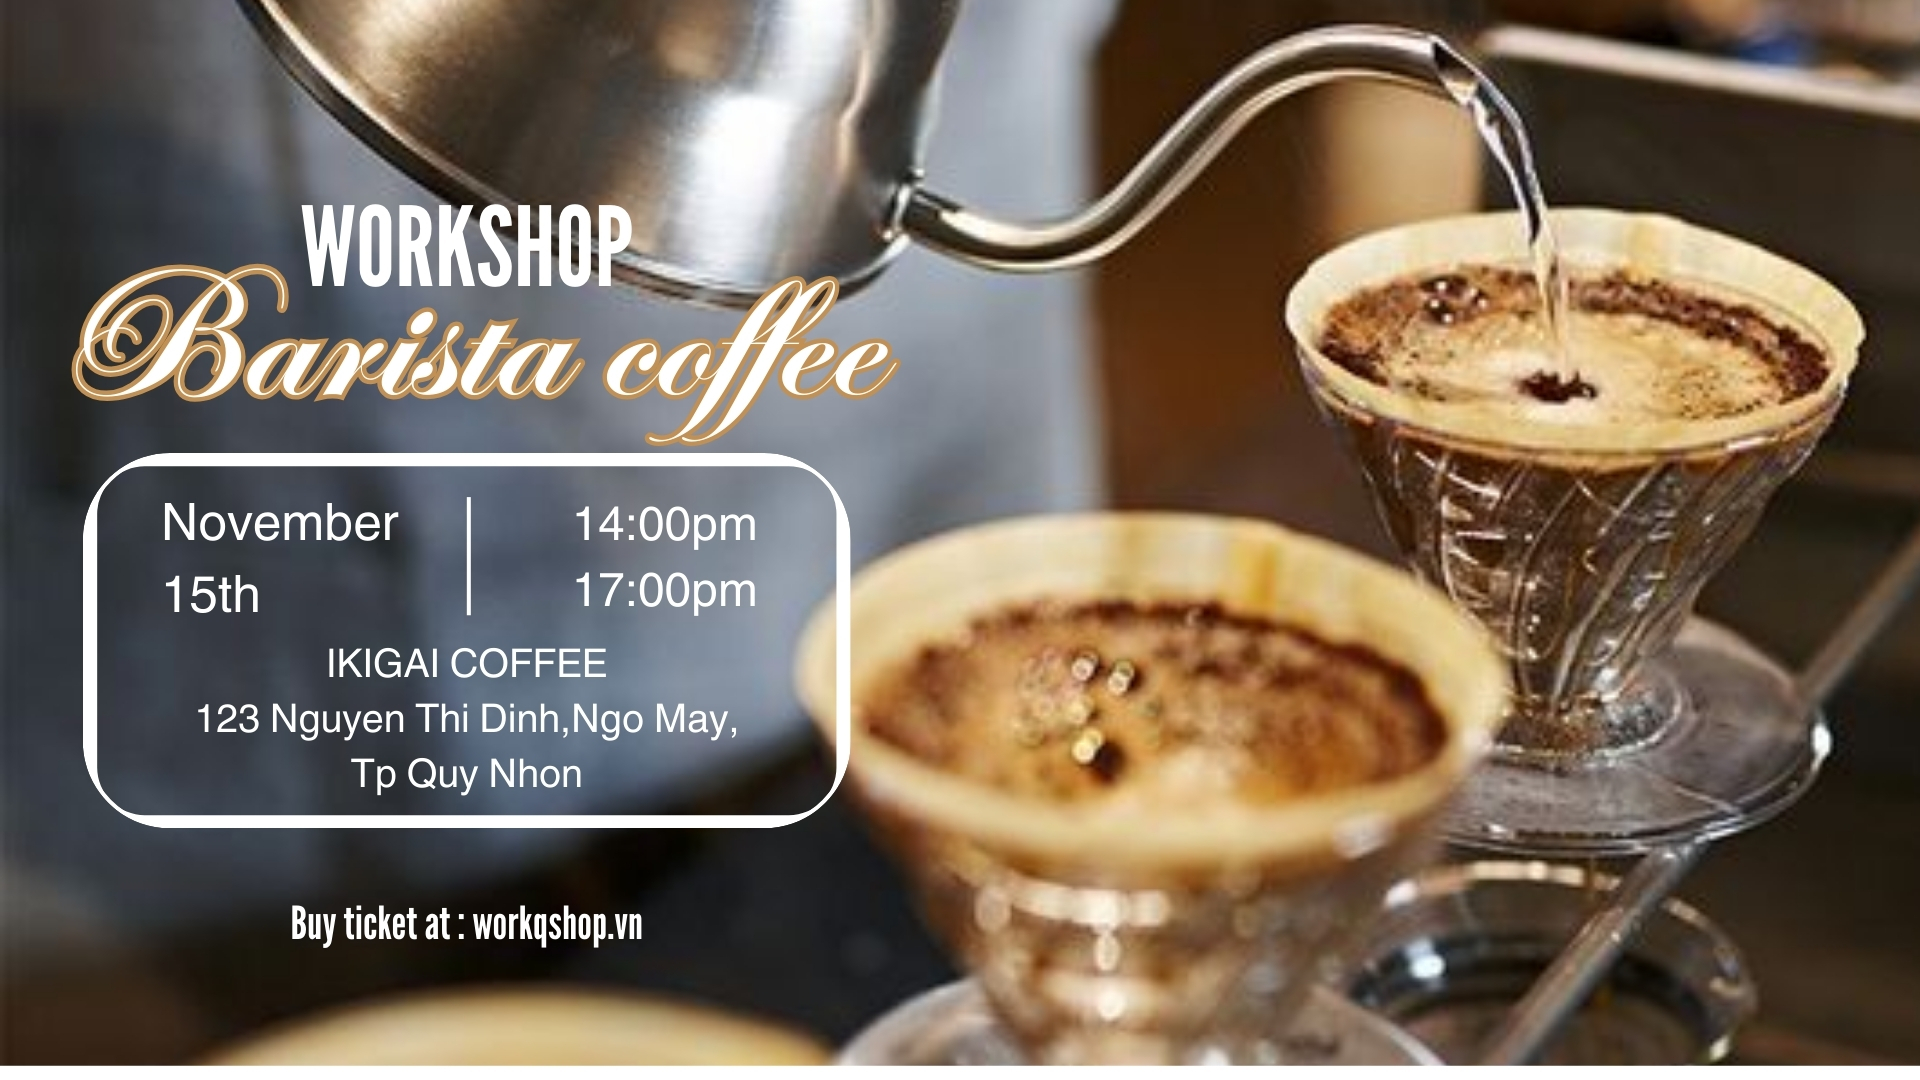 WORKSHOP
Barista coffee
November
15th
14:00pm
17:00pm
IKIGAI COFFEE
123 Nguyen Thi Dinh,Ngo May,
Tp Quy Nhon
Buy ticket at : workqshop.vn